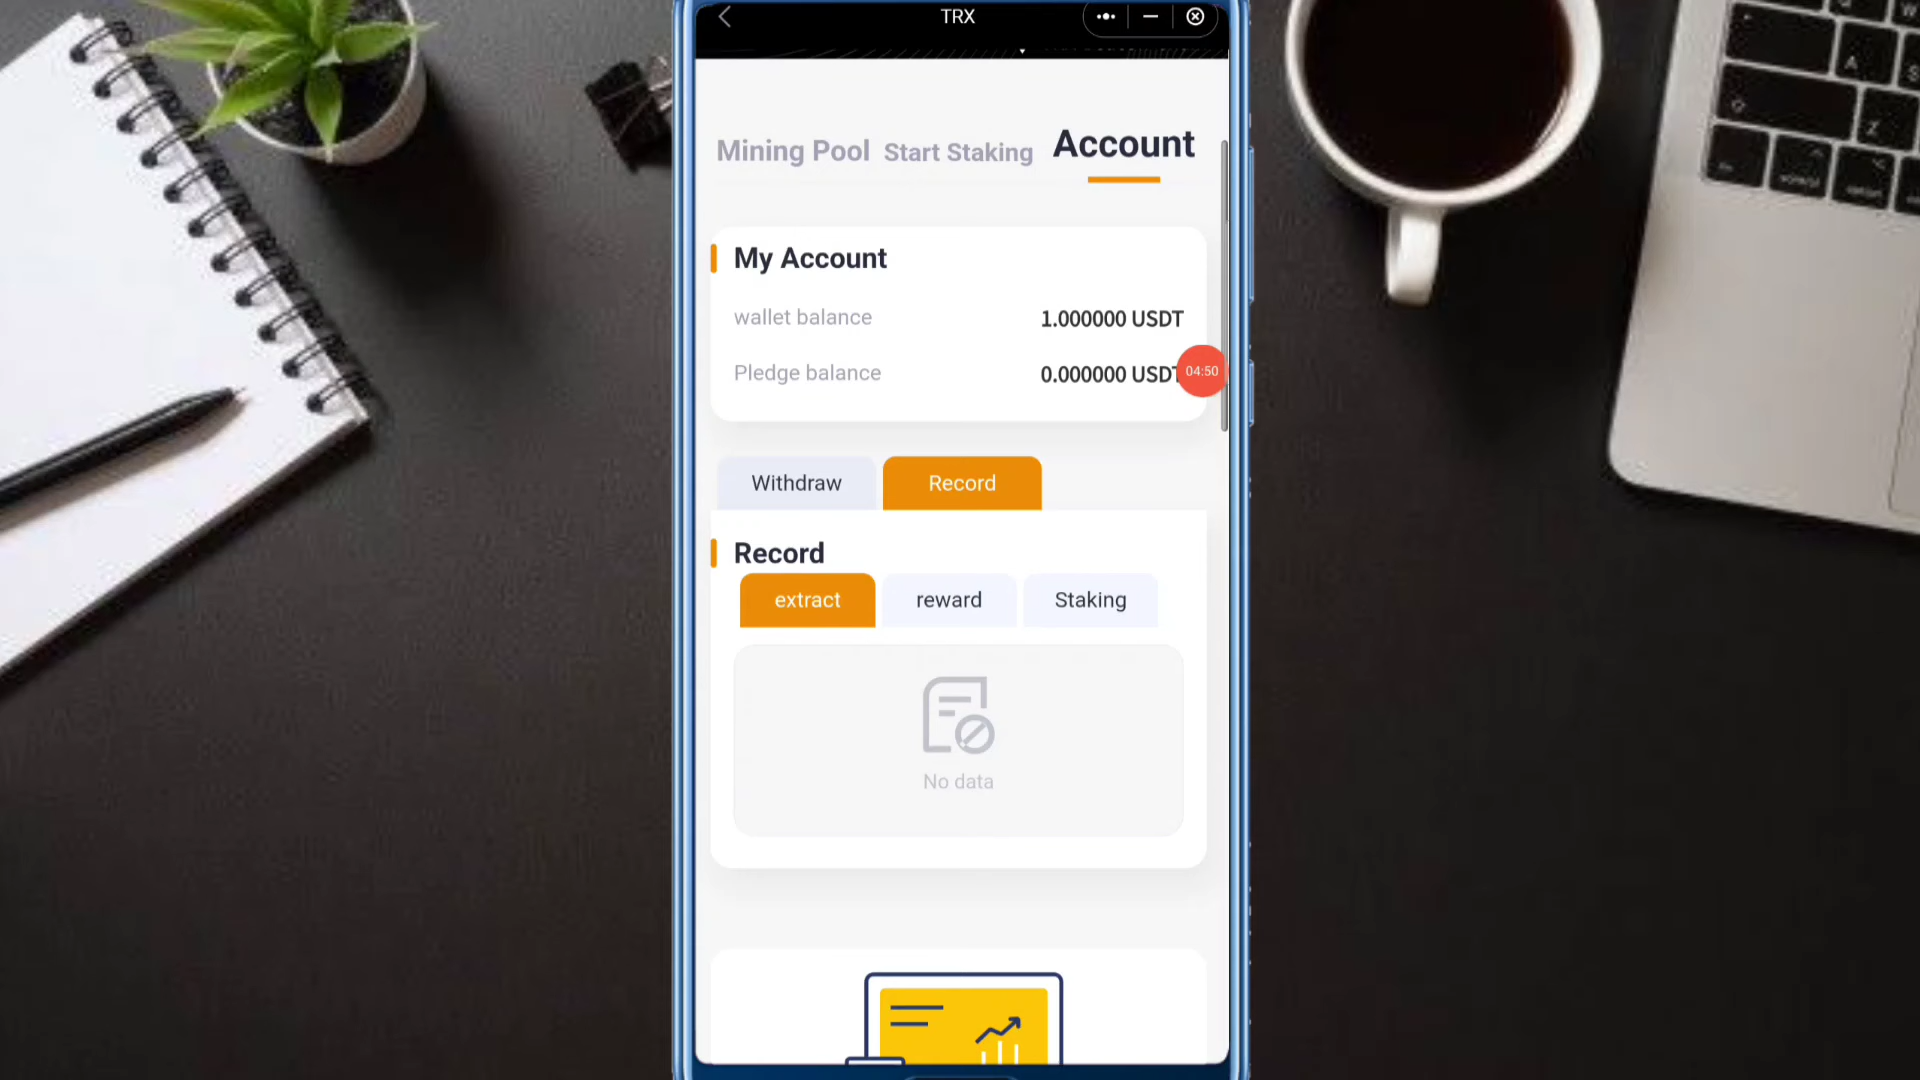 TRX
Mining Pool Start Staking Account
My Account
wallet balance 1.000000 USDT
Pledge balance 0.000000 USDT
04:50
Withdraw Record
Record
extract reward Staking
No data